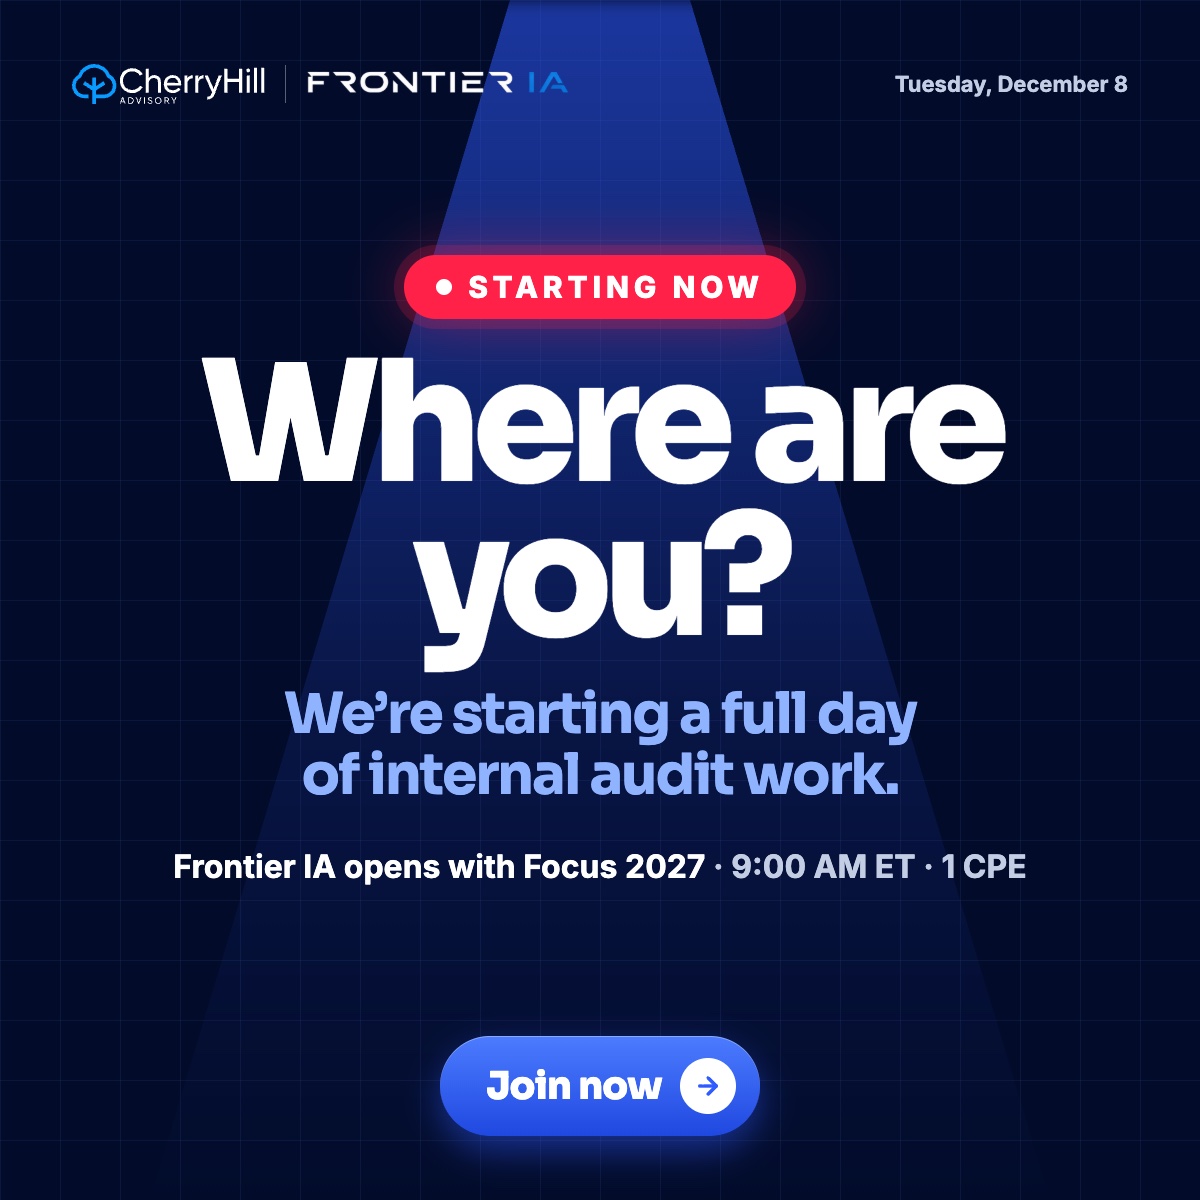 CherryHill
ADVISORY
FRONTIER IA
Tuesday, December 8
STARTING NOW
Where are
you?
We’re starting a full day
of internal audit work.
Frontier IA opens with Focus 2027 · 9:00 AM ET · 1 CPE
Join now